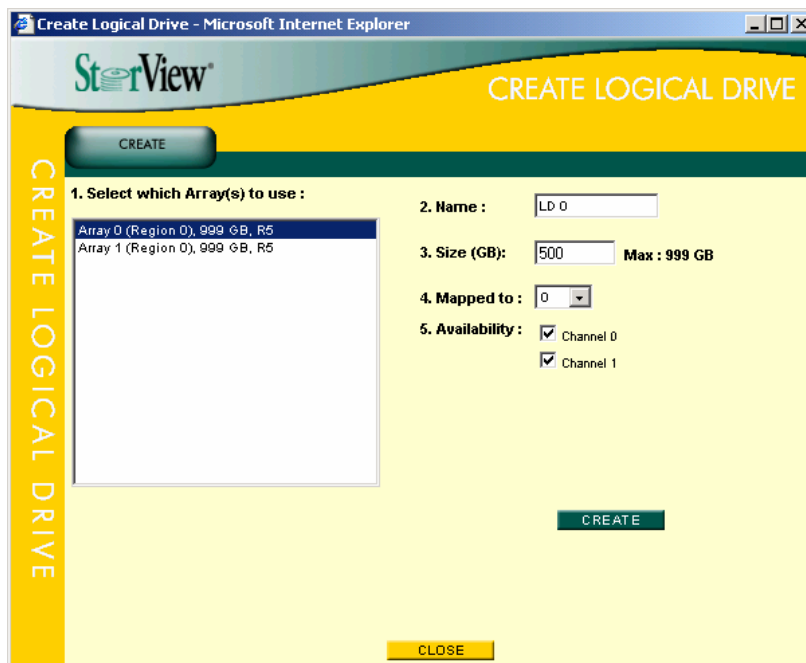 Create Logical Drive - Microsoft Internet Explorer
StorView®
CREATE LOGICAL DRIVE
CREATE
CREATE LOGICAL DRIVE
1. Select which Array(s) to use :
Array 0 (Region 0), 999 GB, R5
Array 1 (Region 0), 999 GB, R5
2. Name : LD 0
3. Size (GB): 500 Max : 999 GB
4. Mapped to : 0
5. Availability : Channel 0
Channel 1
CREATE
CLOSE